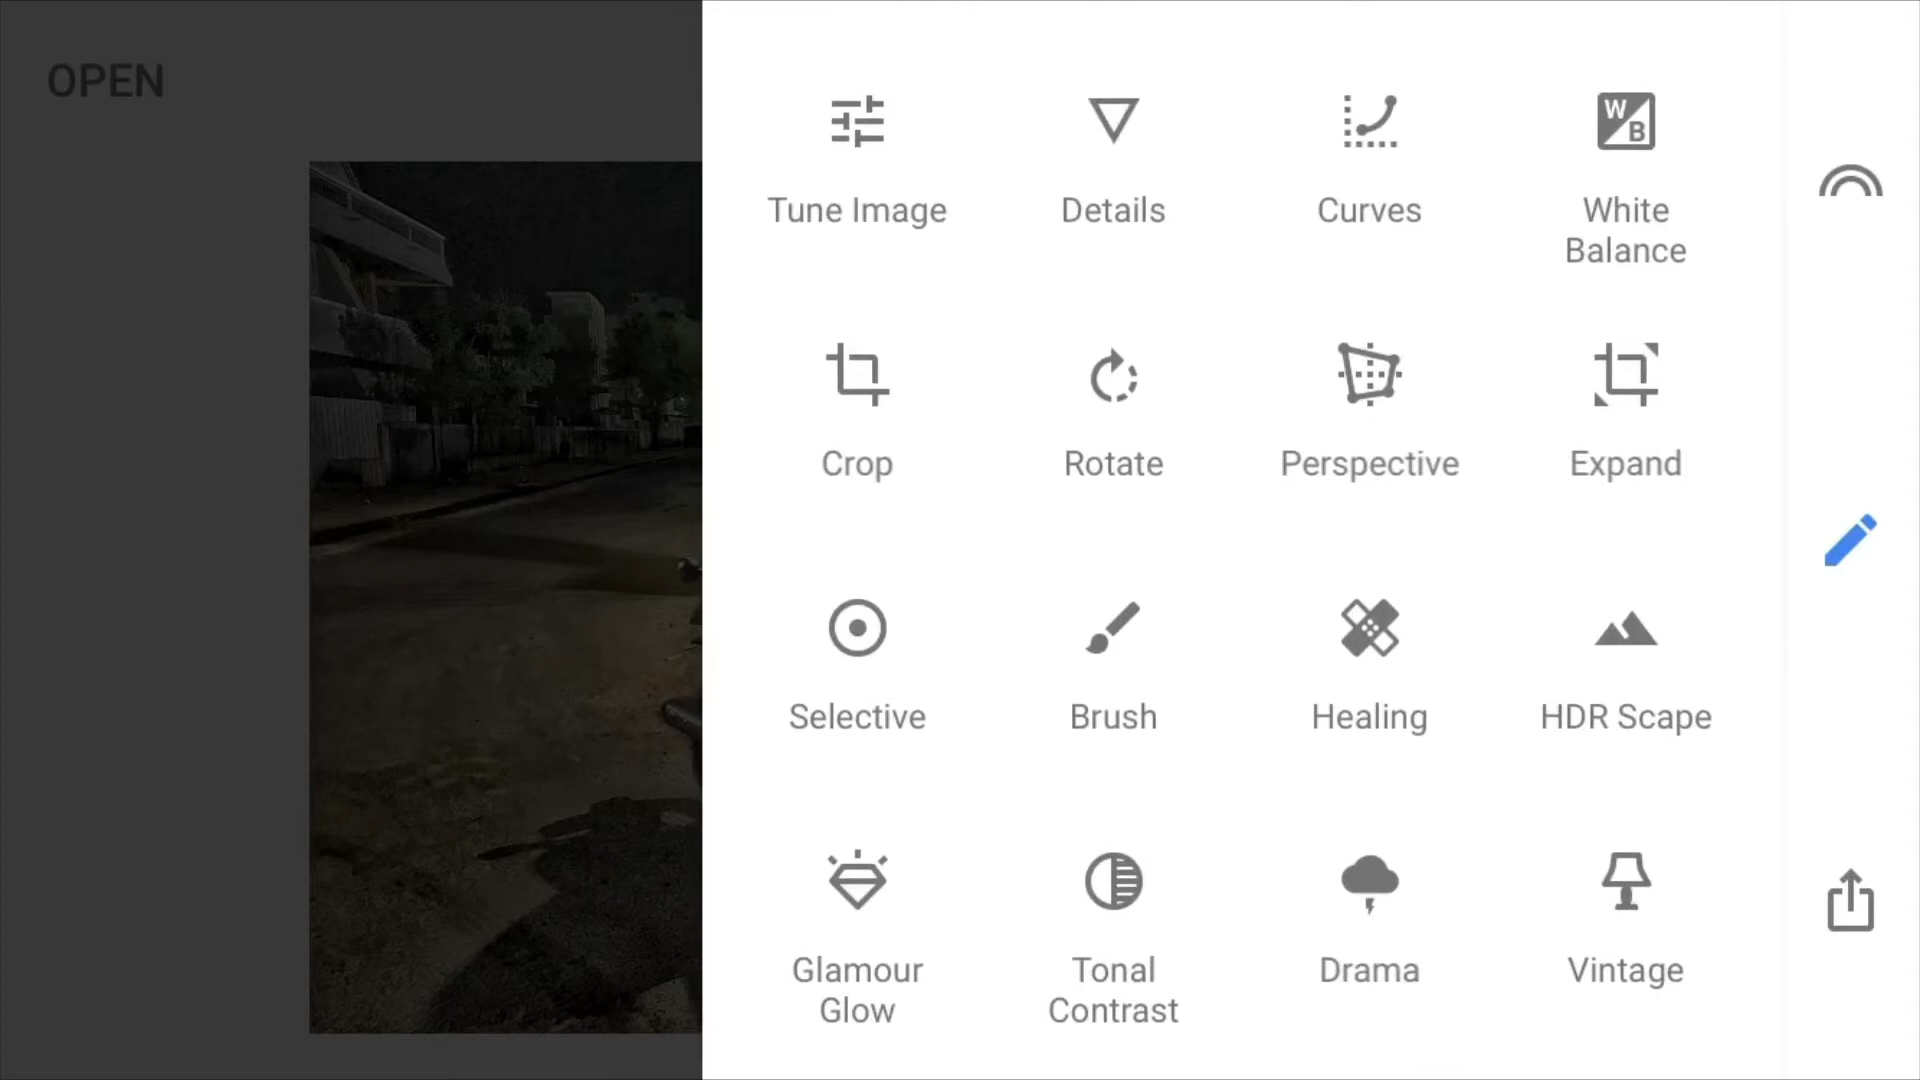 OPEN
Tune Image
Details
Curves
W
B
White
Balance
Crop
Rotate
Perspective
Expand
Selective
Brush
Healing
HDR Scape
Glamour
Glow
Tonal
Contrast
Drama
Vintage